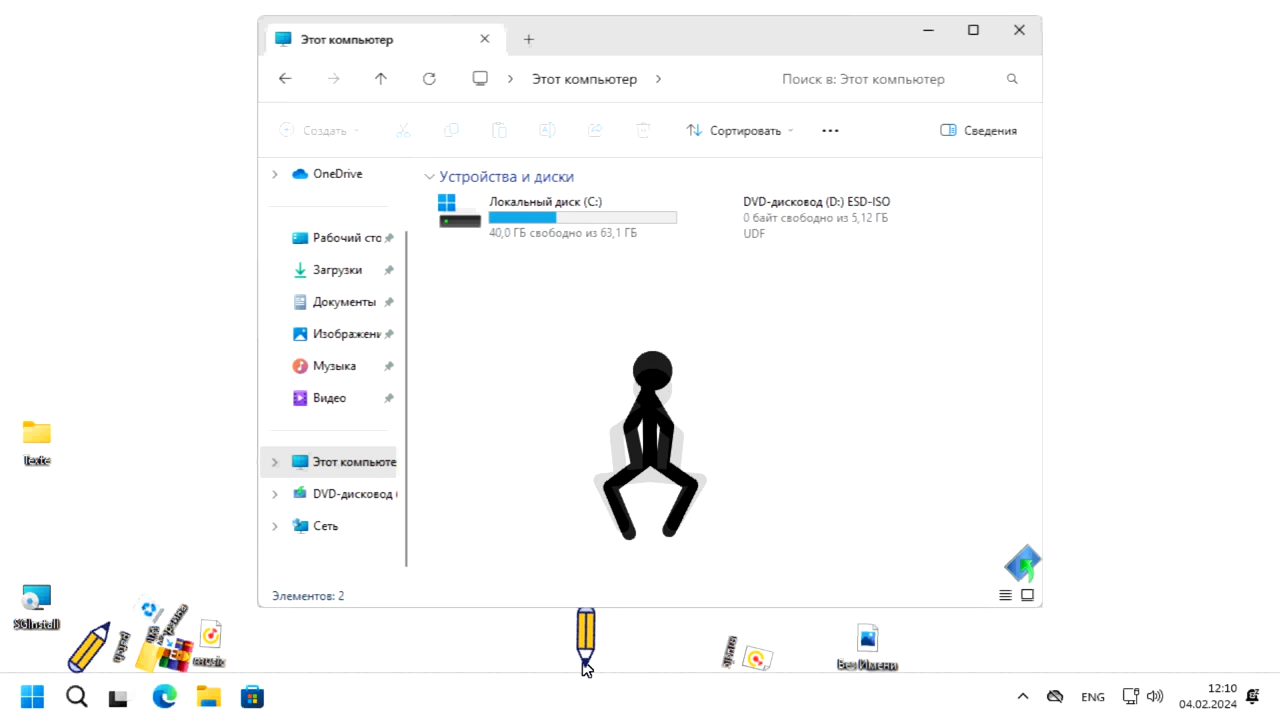 Этот компьютер
Этот компьютер
Поиск в: Этот компьютер
Создать
Сортировать
Сведения
OneDrive
Устройства и диски
Локальный диск (C:)
40,0 ГБ свободно из 63,1 ГБ
DVD-дисковод (D:) ESD-ISO
0 байт свободно из 5,12 ГБ
UDF
Рабочий сто
Загрузки
Документы
Изображени
Музыка
Видео
Этот компьюте
DVD-дисковод (
Сеть
Элементов: 2
Texte
SGInstall
music
БезИмени
ENG
12:10
04.02.2024